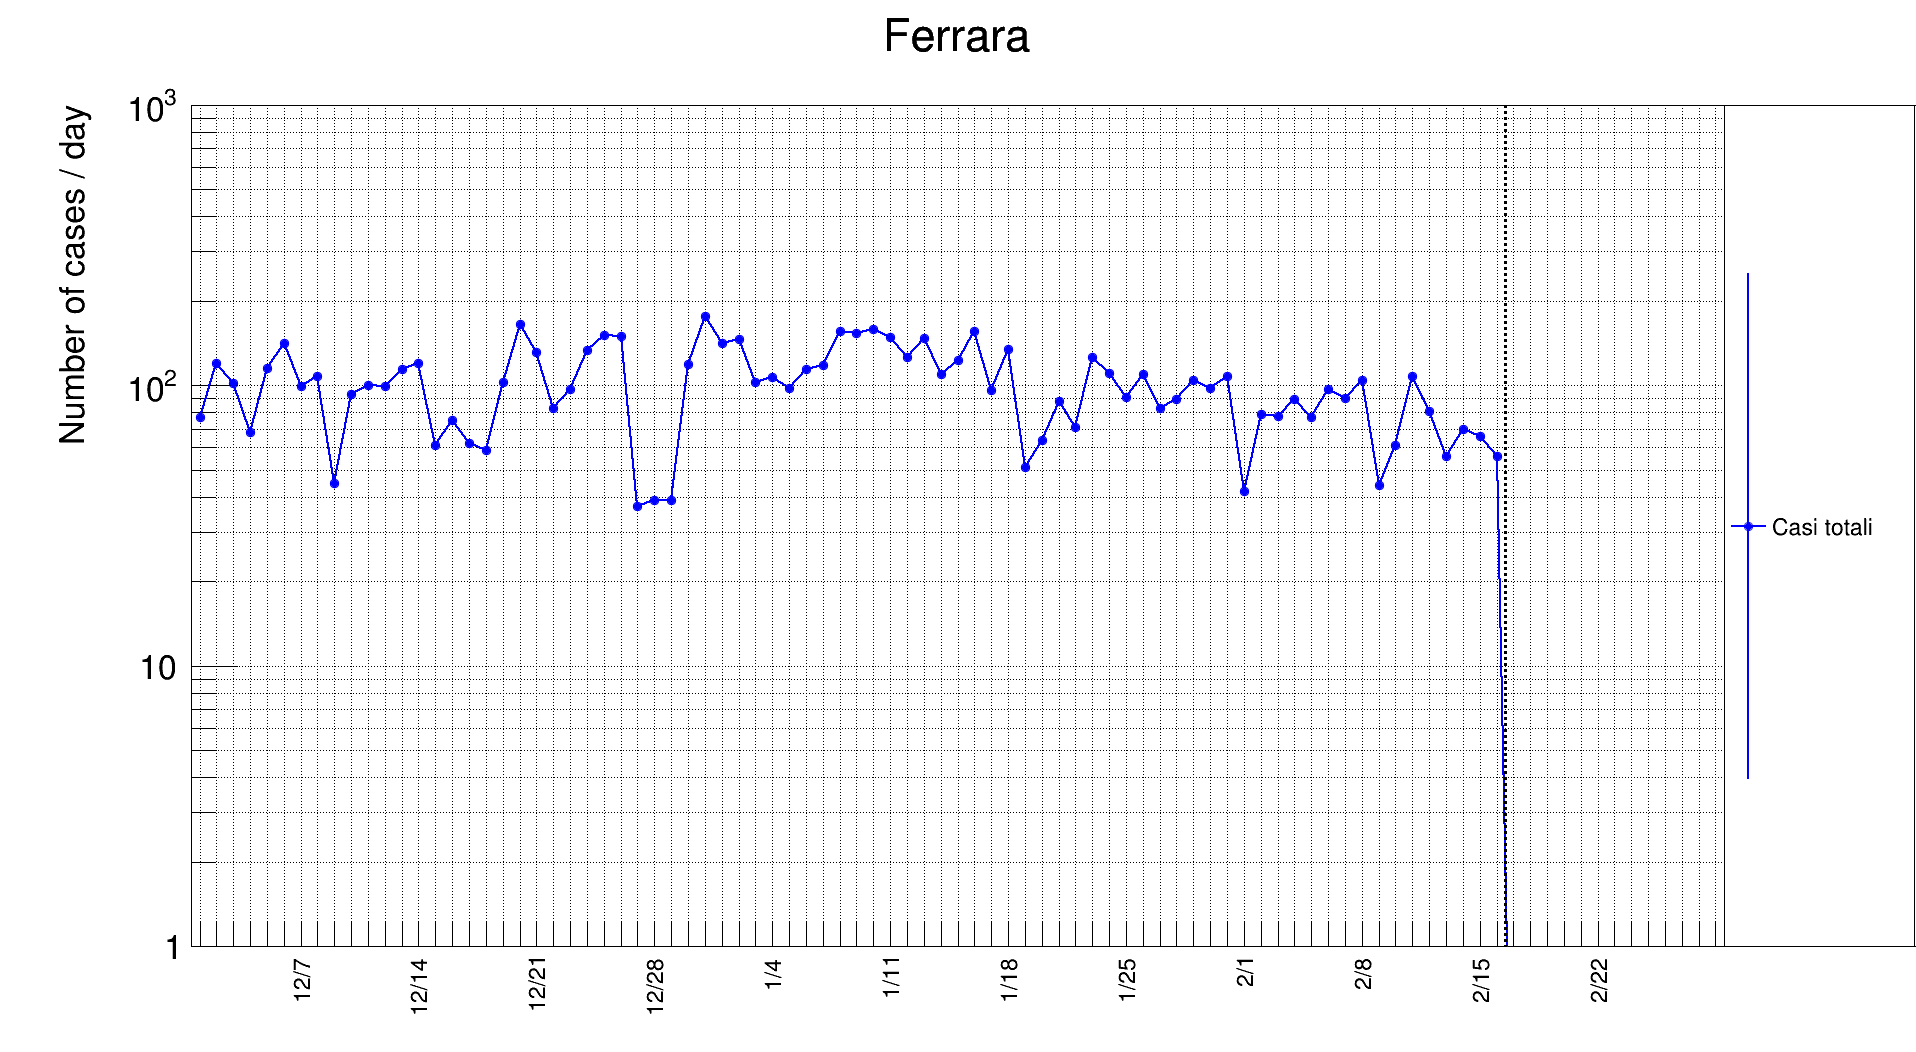 Ferrara
Number of cases / day
10³
10²
10
1
12/7 12/14 12/21 12/28 1/4 1/11 1/18 1/25 2/1 2/8 2/15 2/22
Casi totali